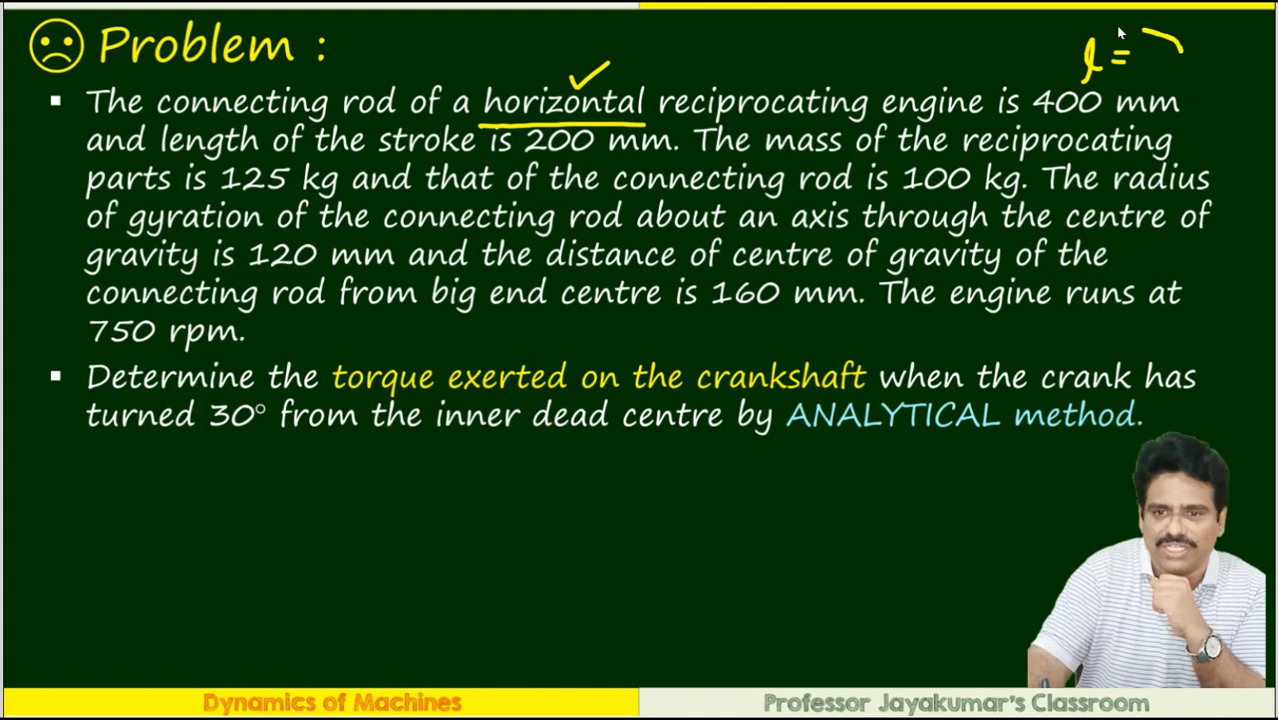 Problem :
l =
▪ The connecting rod of a horizontal reciprocating engine is 400 mm
and length of the stroke is 200 mm. The mass of the reciprocating
parts is 125 kg and that of the connecting rod is 100 kg. The radius
of gyration of the connecting rod about an axis through the centre of
gravity is 120 mm and the distance of centre of gravity of the
connecting rod from big end centre is 160 mm. The engine runs at
750 rpm.
▪ Determine the torque exerted on the crankshaft when the crank has
turned 30° from the inner dead centre by ANALYTICAL method.
Dynamics of Machines
Professor Jayakumar's Classroom